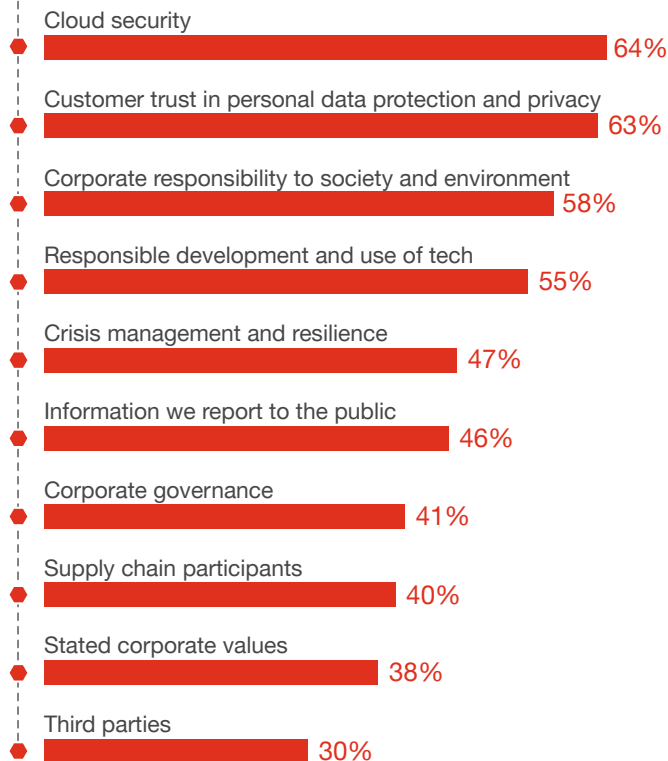 Cloud security
64%
Customer trust in personal data protection and privacy
63%
Corporate responsibility to society and environment
58%
Responsible development and use of tech
55%
Crisis management and resilience
47%
Information we report to the public
46%
Corporate governance
41%
Supply chain participants
40%
Stated corporate values
38%
Third parties
30%